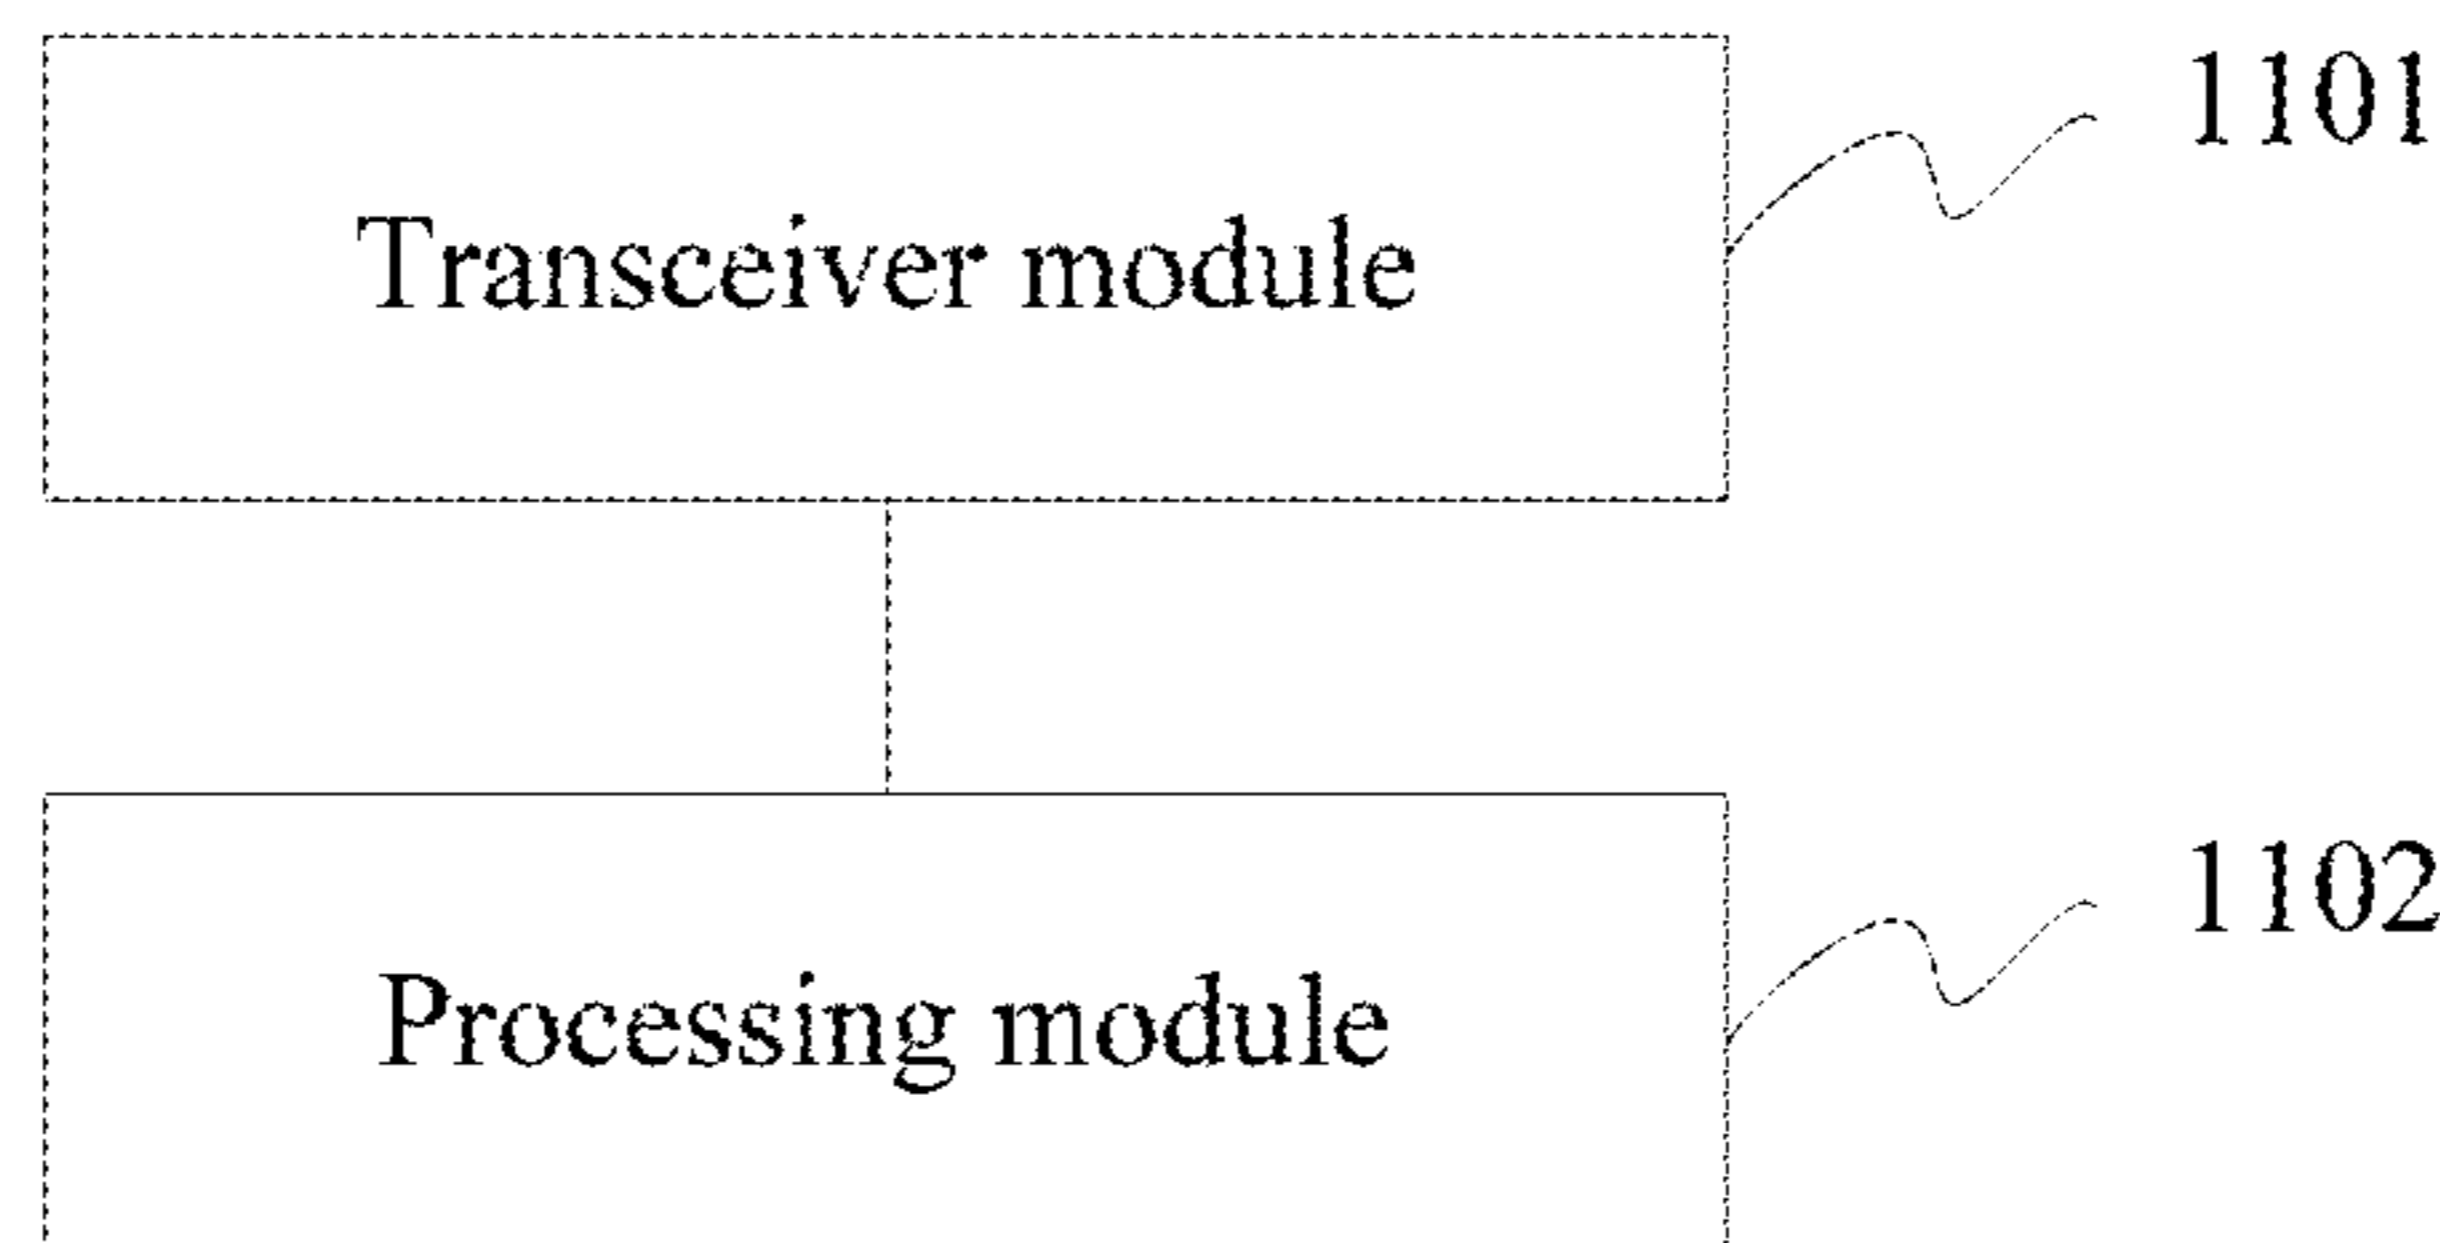 1101
Transceiver module
1102
Processing module